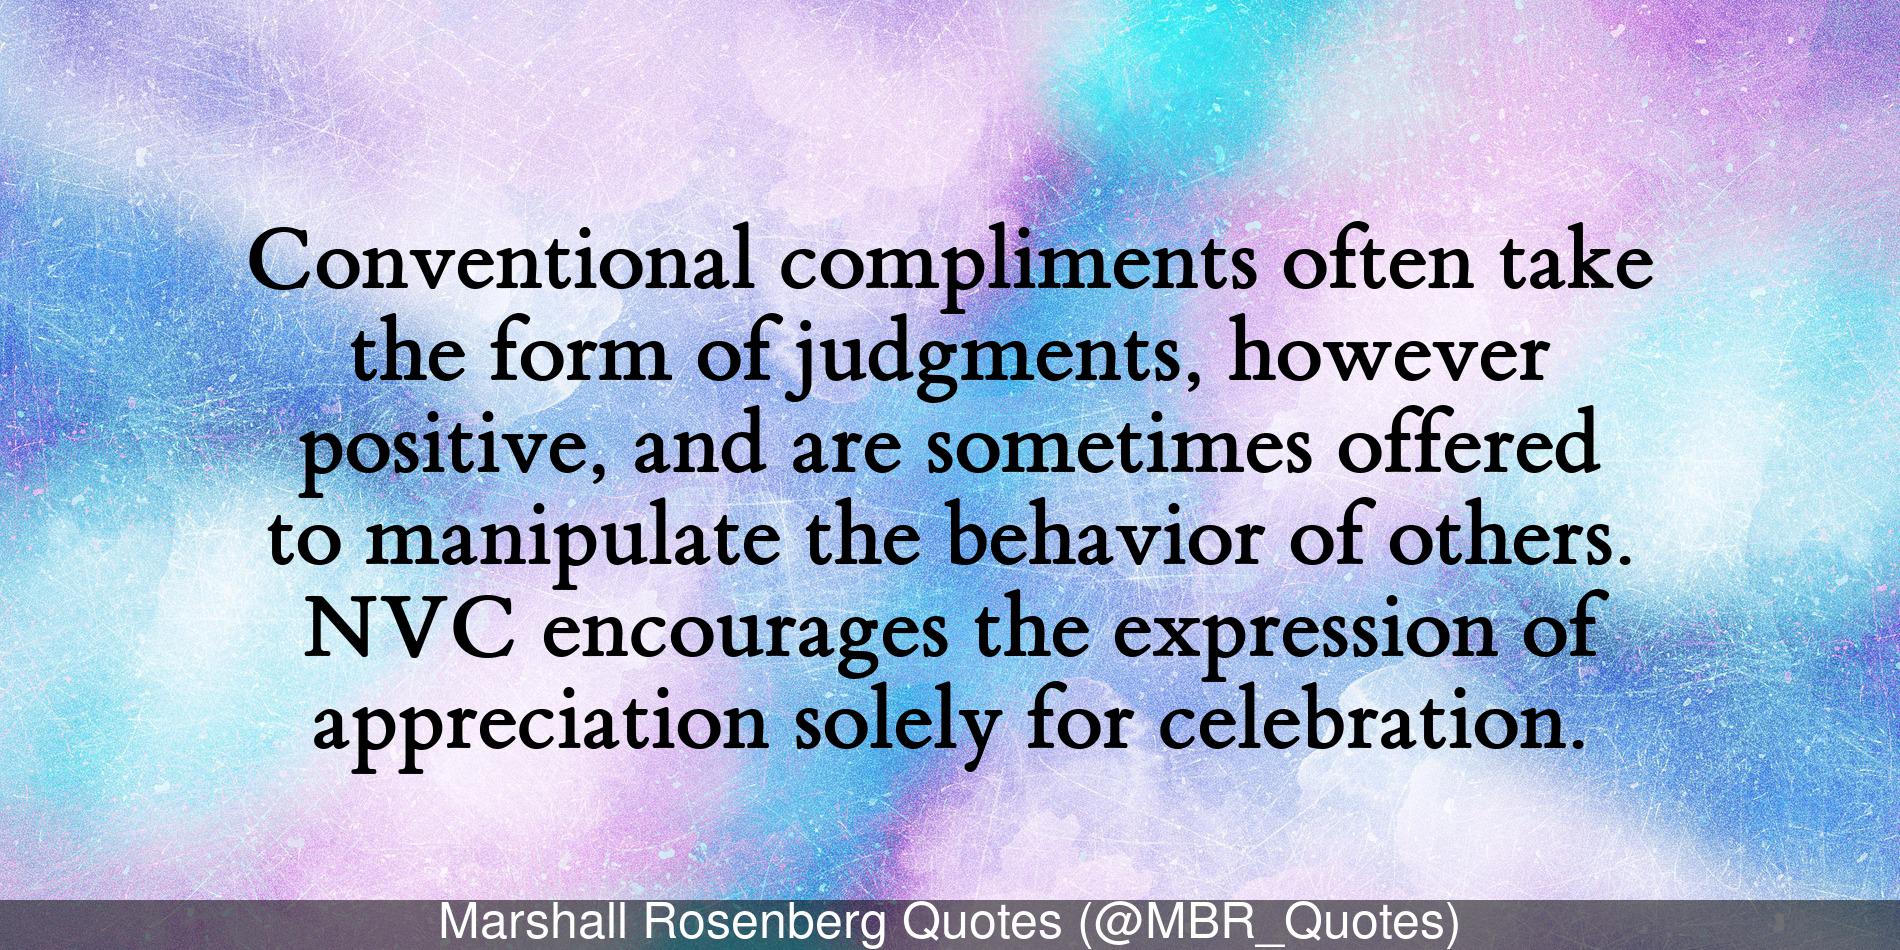 Conventional compliments often take
the form of judgments, however
positive, and are sometimes offered
to manipulate the behavior of others.
NVC encourages the expression of
appreciation solely for celebration.
Marshall Rosenberg Quotes (@MBR_Quotes)